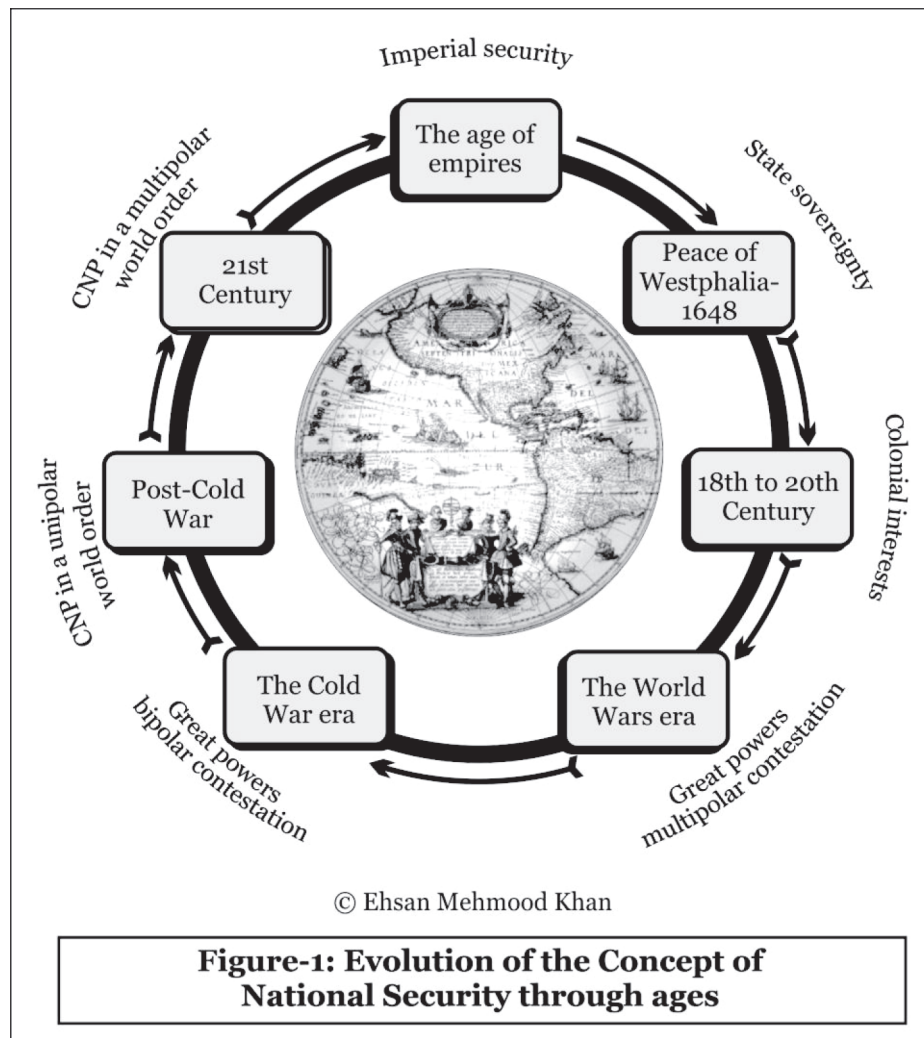 Imperial security
The age of
empires
State sovereignty
Peace of
Westphalia-
1648
Colonial interests
18th to 20th
Century
Great powers
multipolar contestation
The World
Wars era
Great powers
bipolar contestation
The Cold
War era
CNP in a unipolar
world order
Post-Cold
War
CNP in a multipolar
world order
21st
Century
MAR
DEL
ZUR
© Ehsan Mehmood Khan
Figure-1: Evolution of the Concept of
National Security through ages